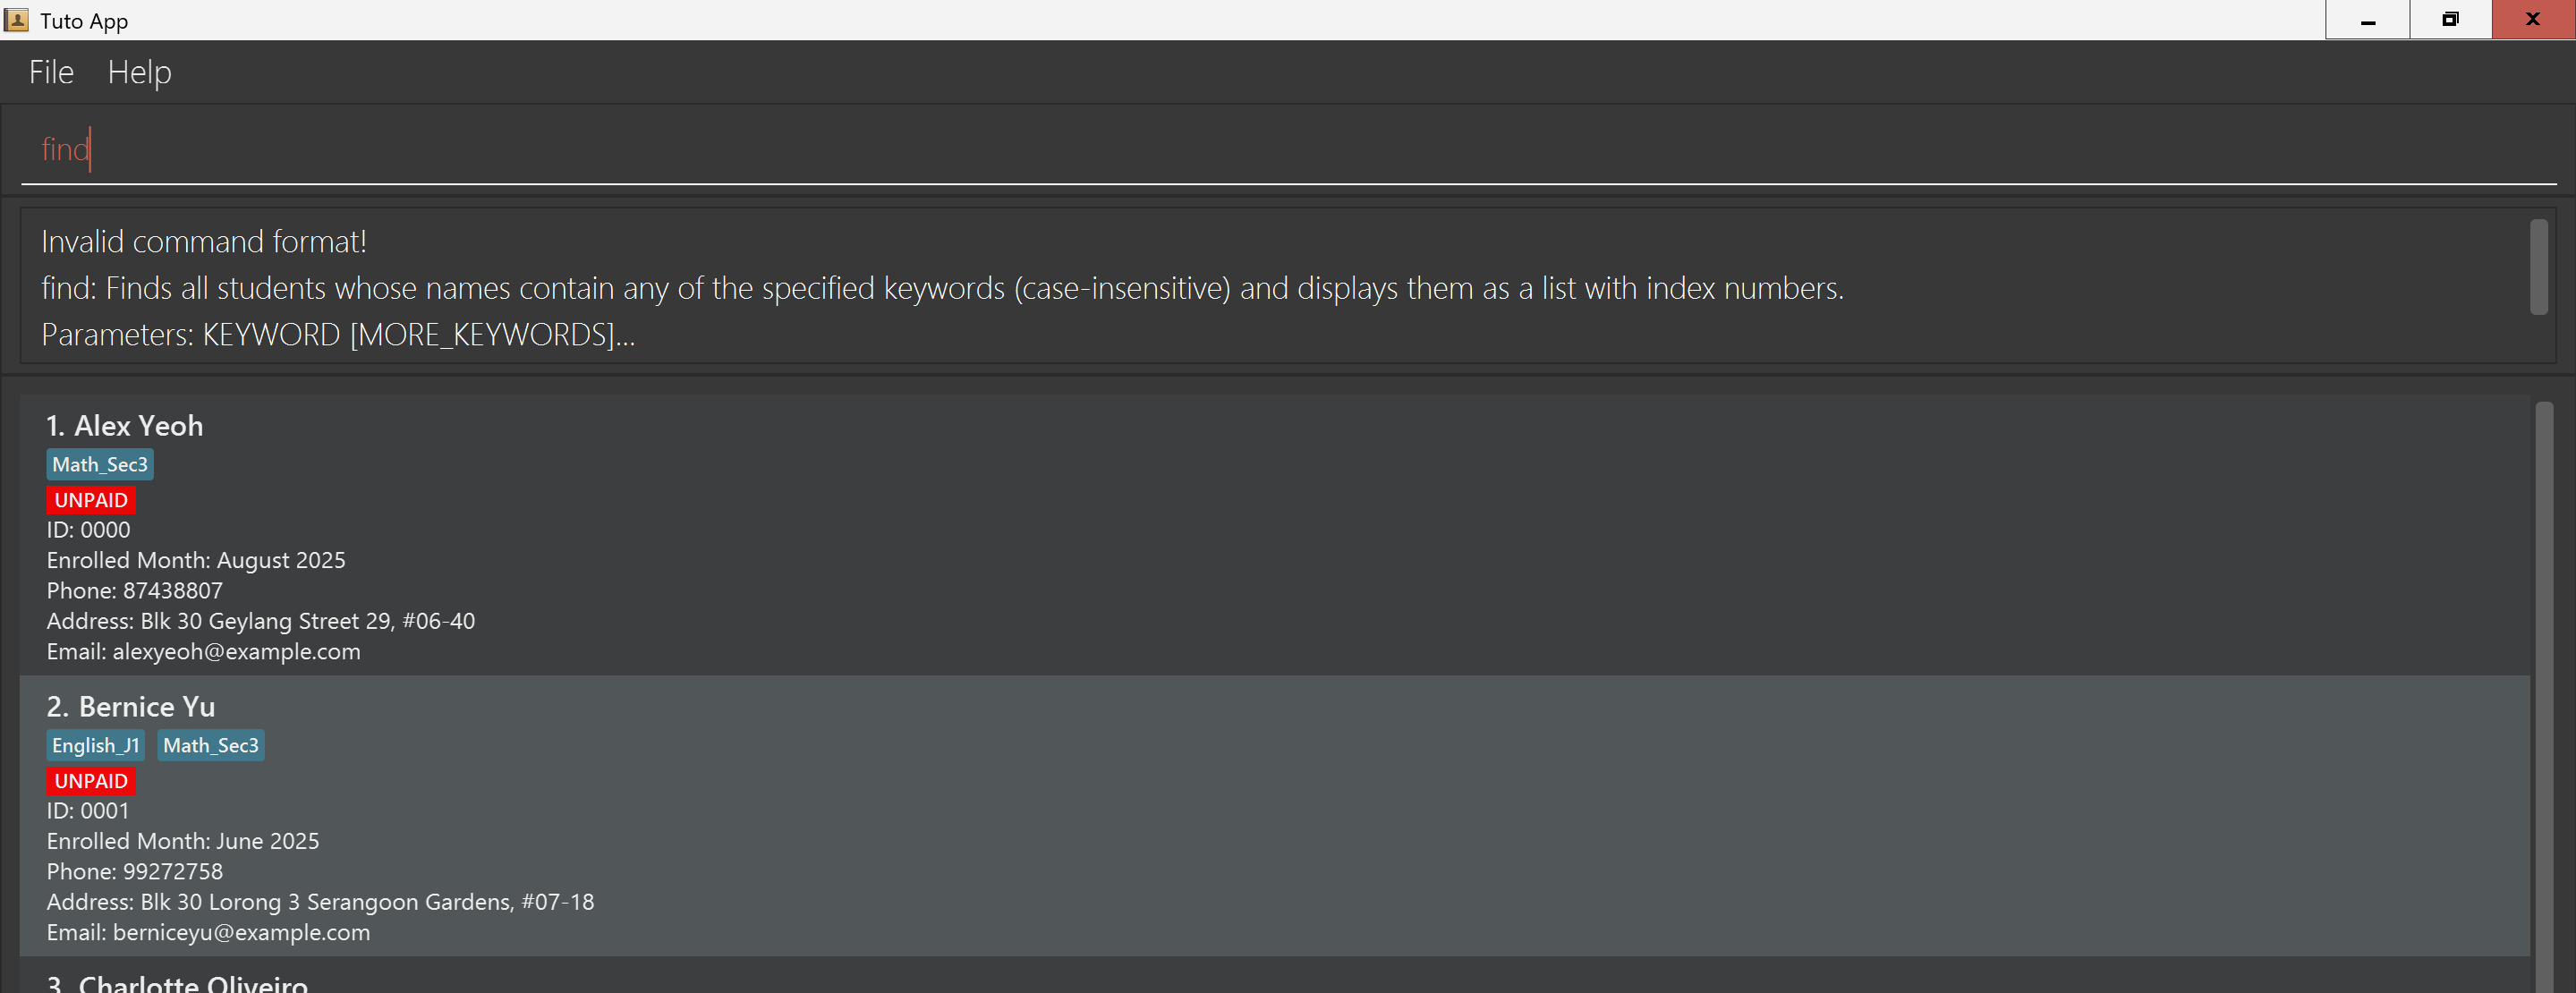 Tuto App
File Help
find
Invalid command format!
find: Finds all students whose names contain any of the specified keywords (case-insensitive) and displays them as a list with index numbers.
Parameters: KEYWORD [MORE_KEYWORDS]...
1. Alex Yeoh
Math_Sec3
UNPAID
ID: 0000
Enrolled Month: August 2025
Phone: 87438807
Address: Blk 30 Geylang Street 29, #06-40
Email: alexyeoh@example.com
2. Bernice Yu
English_J1 Math_Sec3
UNPAID
ID: 0001
Enrolled Month: June 2025
Phone: 99272758
Address: Blk 30 Lorong 3 Serangoon Gardens, #07-18
Email: berniceyu@example.com
3. Charlotte Oliveiro